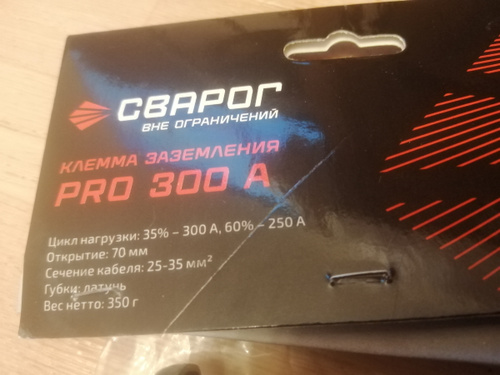 СВАРОГ
ВНЕ ОГРАНИЧЕНИЙ
КЛЕММА ЗАЗЕМЛЕНИЯ
PRO 300 A
Цикл нагрузки: 35% – 300 А, 60% – 250 А
Открытие: 70 мм
Сечение кабеля: 25-35 мм²
Губки: латунь
Вес нетто: 350 г